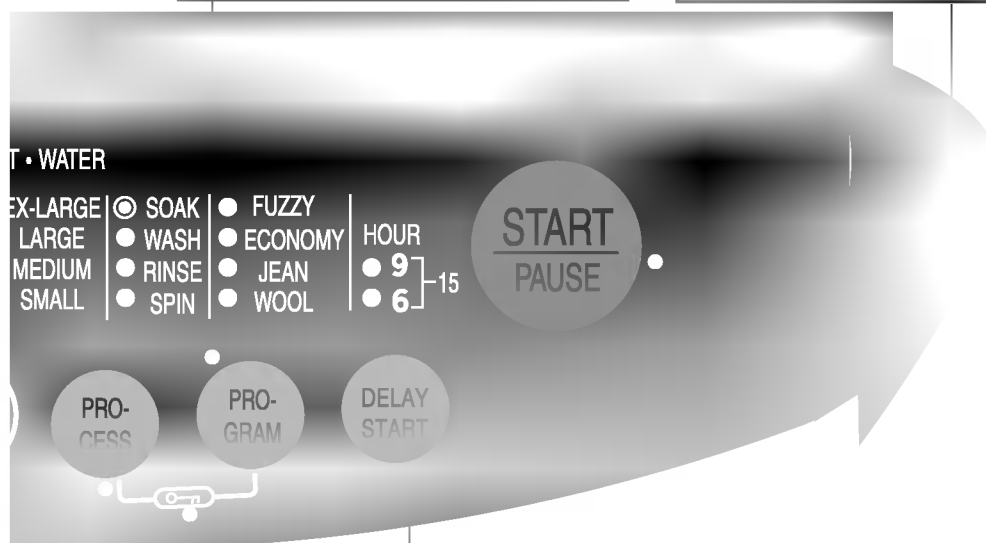 T • WATER
EX-LARGE SOAK FUZZY
LARGE WASH ECONOMY HOUR
MEDIUM RINSE JEAN 9
SMALL SPIN WOOL 6 15
START
PAUSE
PRO-
CESS
PRO-
GRAM
DELAY
START